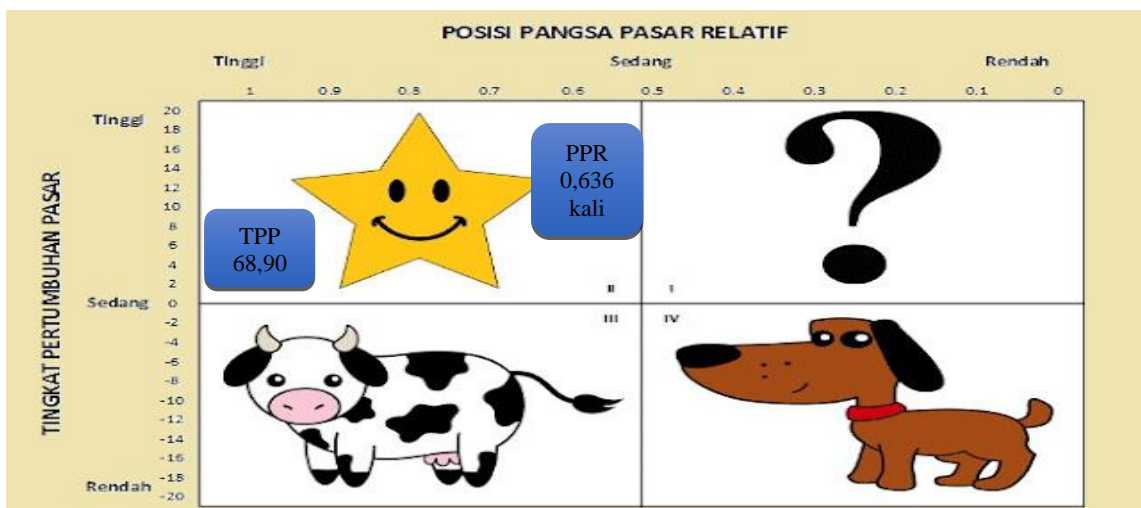 POSISI PANGSA PASAR RELATIF
Tinggi Sedang Rendah
1 0.9 0.8 0.7 0.6 0.5 0.4 0.3 0.2 0.1 0
TINGKAT PERTUMBUHAN PASAR
Tinggi
20
18
16
14
12
10
8
6
4
2
Sedang
0
-2
-4
-6
-8
-10
-12
-14
-16
-18
Rendah
-20
PPR
0,636
kali
TPP
68,90
?
II I
III IV